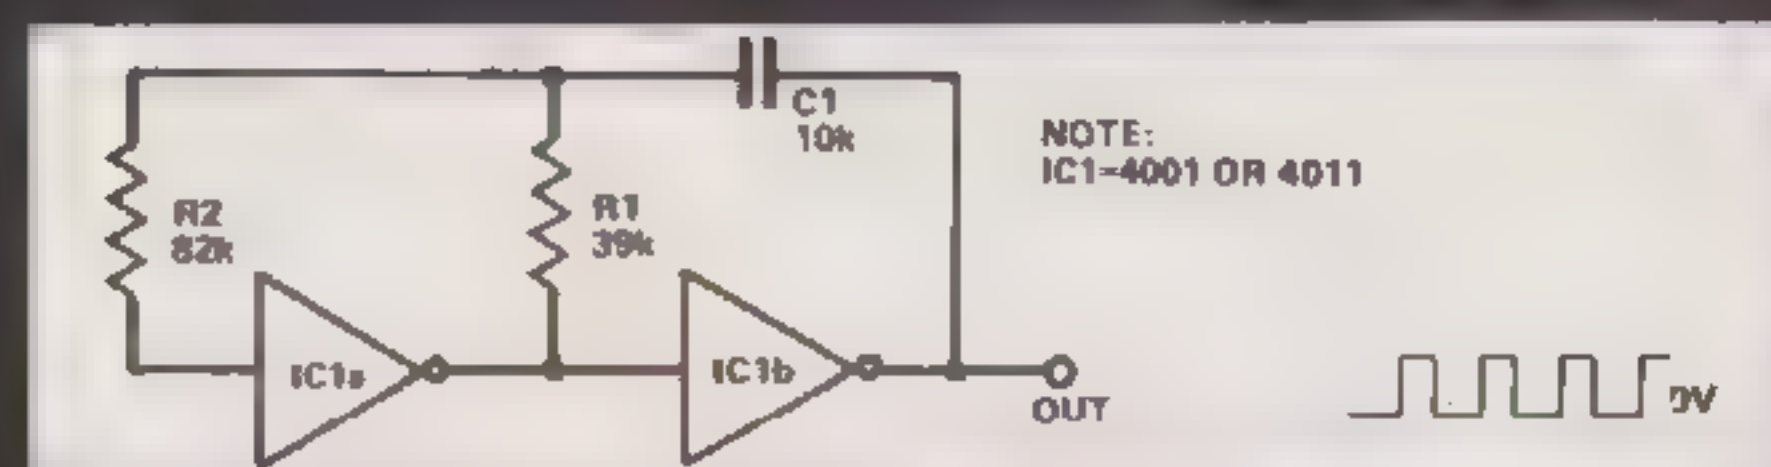 C1
10k
NOTE:
IC1=4001 OR 4011
R2
82k
R1
39k
IC1a
IC1b
OUT
0V